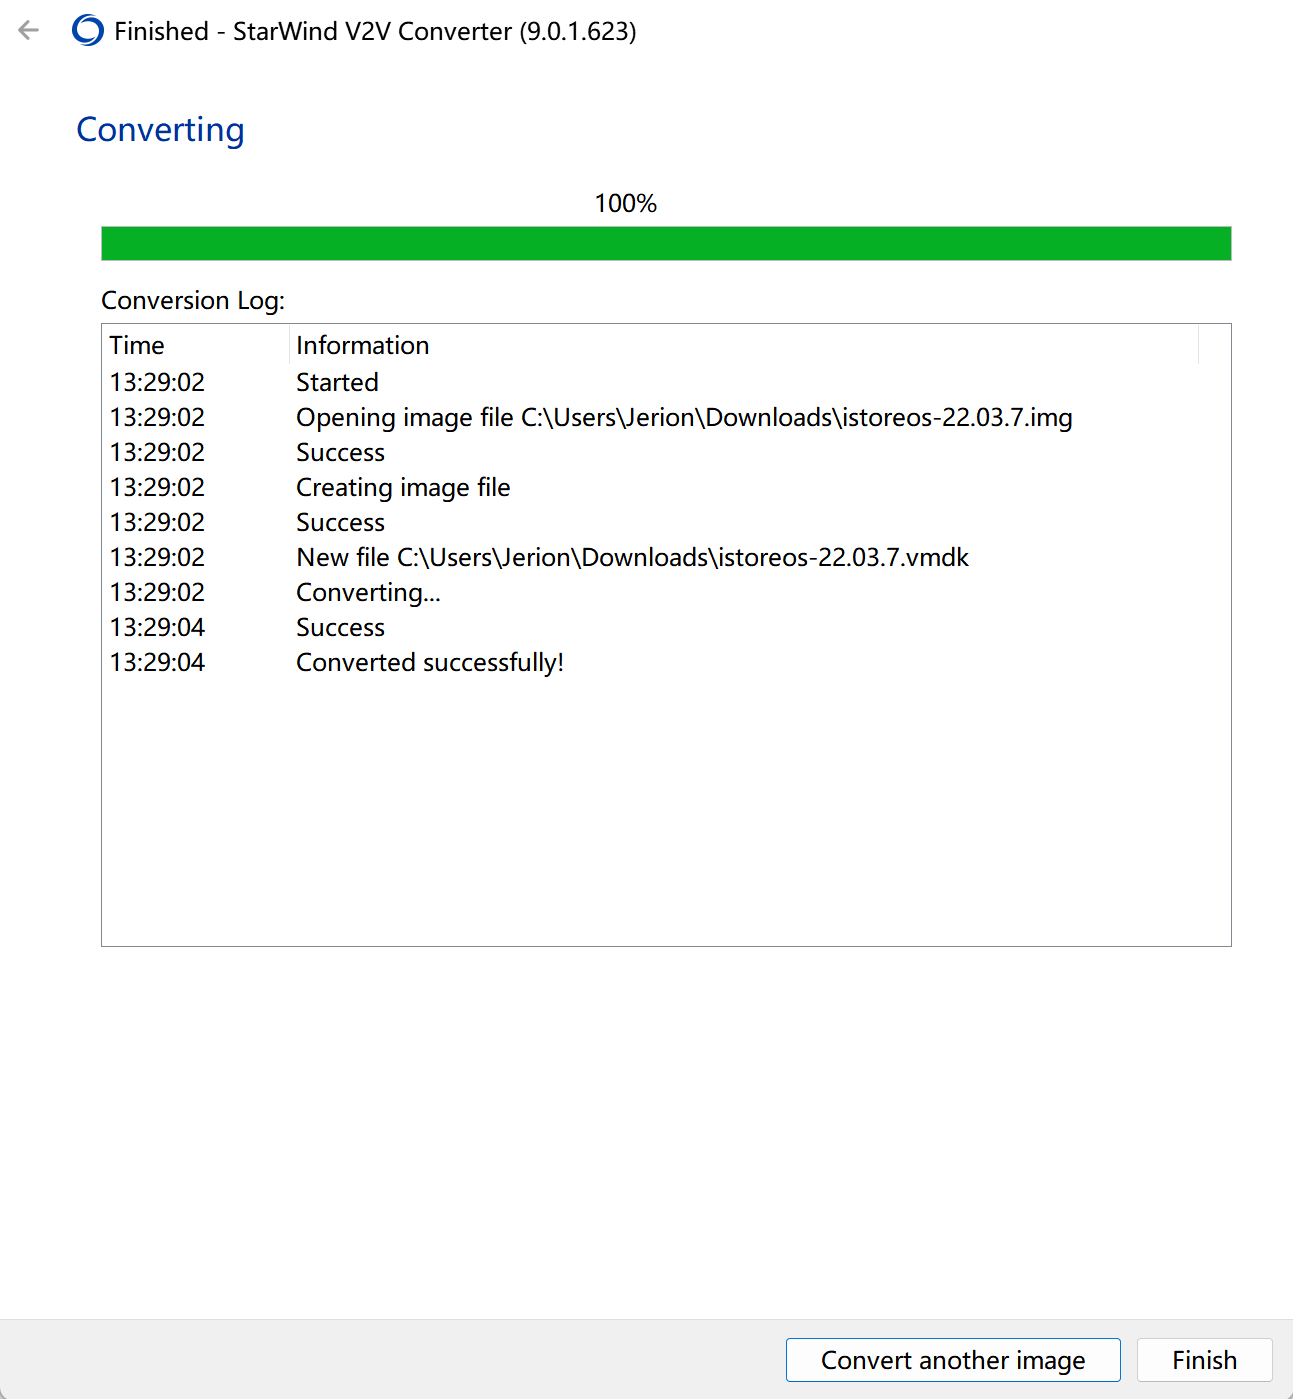 Finished - StarWind V2V Converter (9.0.1.623)
Converting
100%
Conversion Log:
Time Information
13:29:02 Started
13:29:02 Opening image file C:\Users\Jerion\Downloads\istoreos-22.03.7.img
13:29:02 Success
13:29:02 Creating image file
13:29:02 Success
13:29:02 New file C:\Users\Jerion\Downloads\istoreos-22.03.7.vmdk
13:29:02 Converting...
13:29:04 Success
13:29:04 Converted successfully!
Convert another image Finish